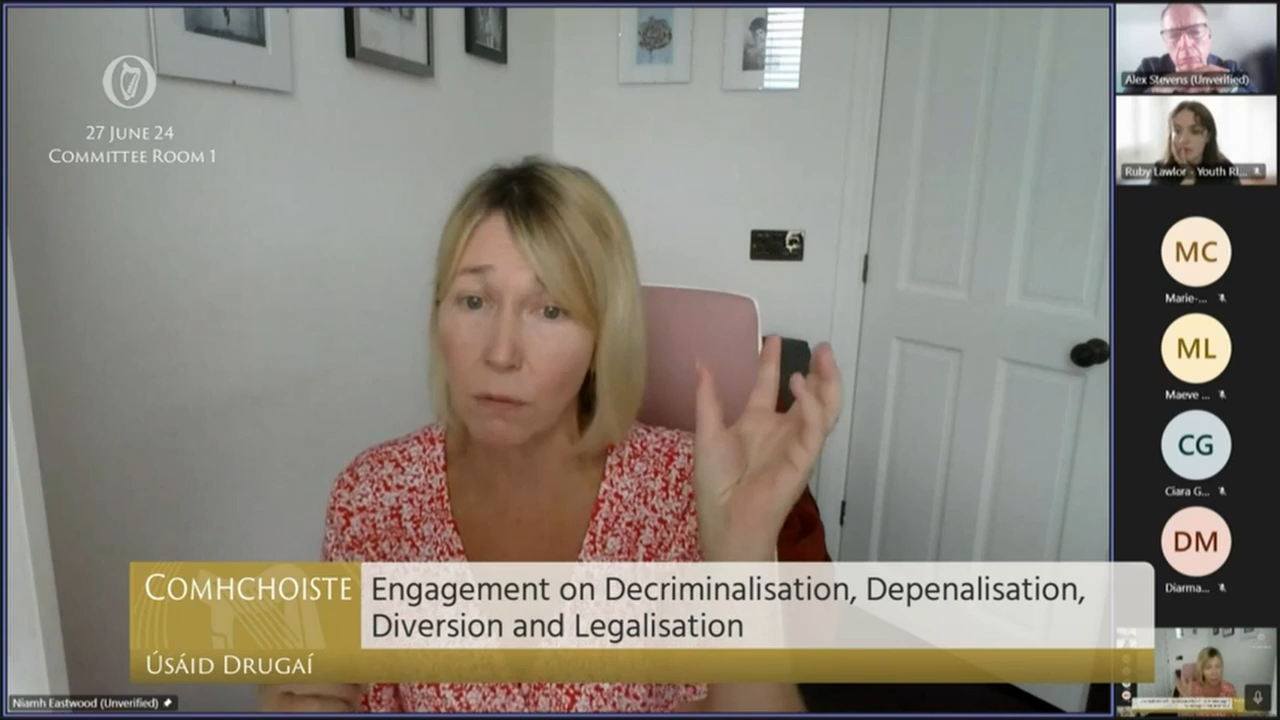 27 June 24
Committee Room 1
Alex Stevens (Unverified)
Ruby Lawlor - Youth RI...
MC
Marie-...
ML
Maeve ...
CG
Ciara G...
DM
Diarma...
Comhchoiste
Engagement on Decriminalisation, Depenalisation,
Diversion and Legalisation
Úsáid Drugaí
Niamh Eastwood (Unverified)